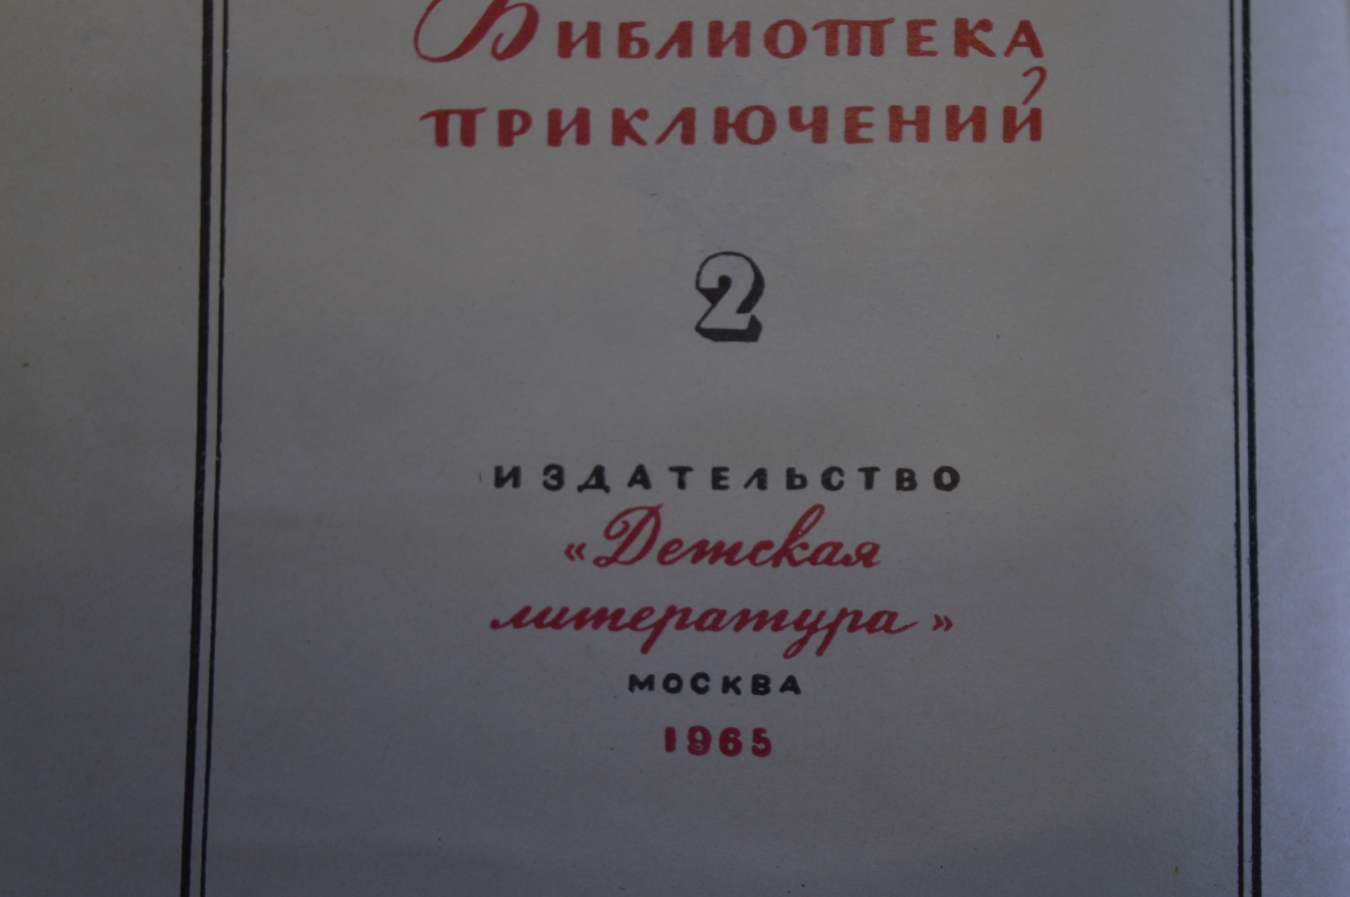 Библиотека
приключений
2
ИЗДАТЕЛЬСТВО
«Детская
литература»
МОСКВА
1965